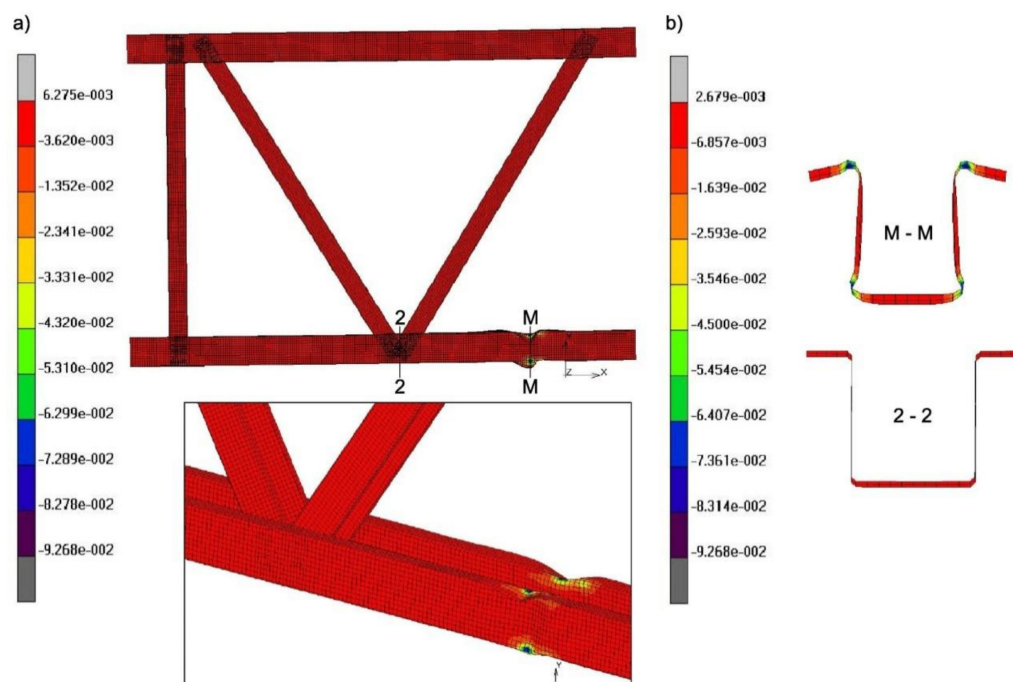 a)
6.275e-003
-3.620e-003
-1.352e-002
-2.341e-002
-3.331e-002
-4.320e-002
-5.310e-002
-6.299e-002
-7.289e-002
-8.278e-002
-9.268e-002
2
M
Y
Z
X
2
M
Y
b)
2.679e-003
-6.857e-003
-1.639e-002
-2.593e-002
-3.546e-002
-4.500e-002
-5.454e-002
-6.407e-002
-7.361e-002
-8.314e-002
-9.268e-002
M - M
2 - 2